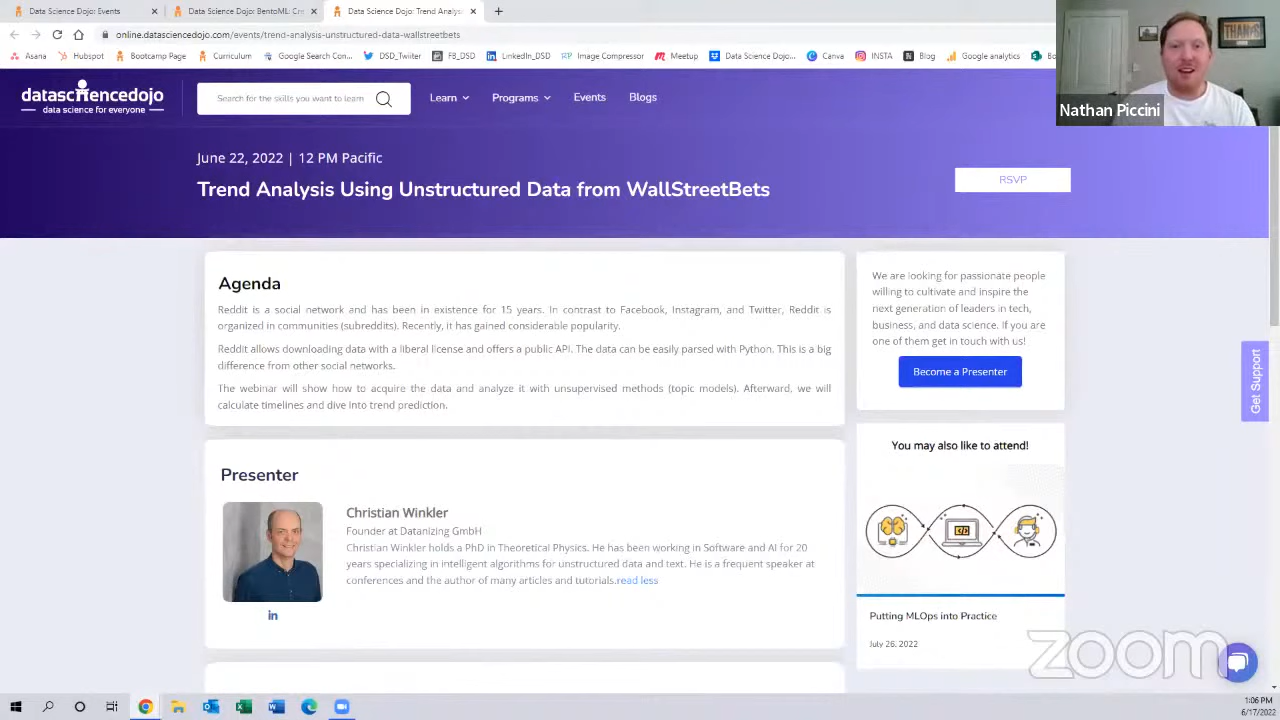 Data Science Dojo: Events
Data Science Dojo: BentoML: Cre
Data Science Dojo: Trend Analys
online.datasciencedojo.com/events/trend-analysis-unstructured-data-wallstreetbets
Asana
Hubspot
Bootcamp Page
Curriculum
Google Search Con...
DSD_Twiiter
FB_DSD
LinkedIn_DSD
Image Compressor
Meetup
Data Science Dojo...
Canva
INSTA
Blog
Google analytics
Bo
THANOS
Nathan Piccini
datasciencedojo
data science for everyone
Search for the skills you want to learn
Learn
Programs
Events
Blogs
June 22, 2022 | 12 PM Pacific
Trend Analysis Using Unstructured Data from WallStreetBets
RSVP
Agenda
Reddit is a social network and has been in existence for 15 years. In contrast to Facebook, Instagram, and Twitter, Reddit is
organized in communities (subreddits). Recently, it has gained considerable popularity.
Reddit allows downloading data with a liberal license and offers a public API. The data can be easily parsed with Python. This is a big
difference from other social networks.
The webinar will show how to acquire the data and analyze it with unsupervised methods (topic models). Afterward, we will
calculate timelines and dive into trend prediction.
We are looking for passionate people
willing to cultivate and inspire the
next generation of leaders in tech,
business, and data science. If you are
one of them get in touch with us!
Become a Presenter
Get Support
Presenter
Christian Winkler
Founder at Datanizing GmbH
Christian Winkler holds a PhD in Theoretical Physics. He has been working in Software and AI for 20
years specializing in intelligent algorithms for unstructured data and text. He is a frequent speaker at
conferences and the author of many articles and tutorials.read less
in
You may also like to attend!
Putting MLOps into Practice
July 26, 2022
zoom
1:06 PM
6/17/2022